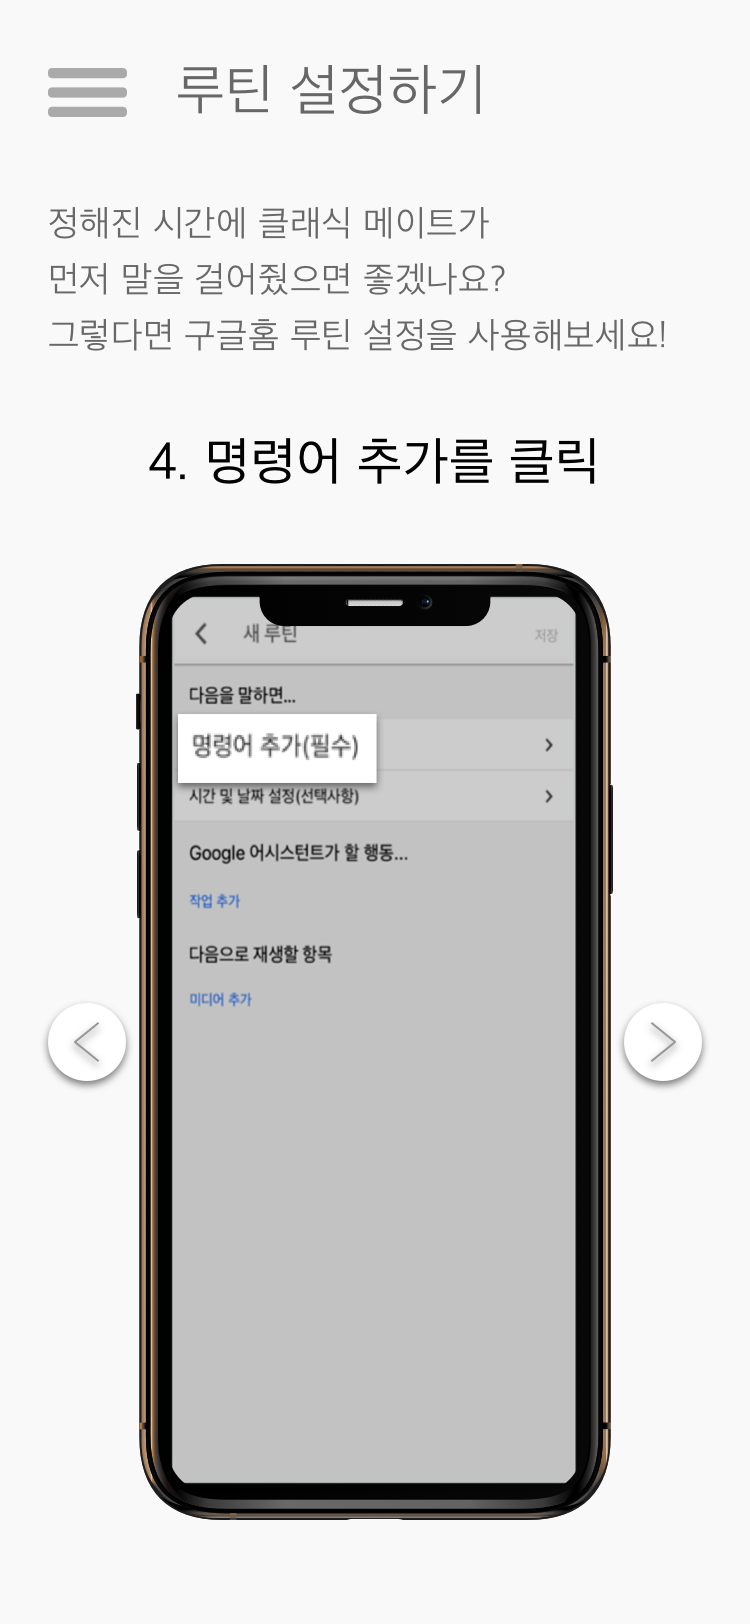 루틴 설정하기
정해진 시간에 클래식 메이트가
먼저 말을 걸어줬으면 좋겠나요?
그렇다면 구글홈 루틴 설정을 사용해보세요!
4. 명령어 추가를 클릭
새 루틴
저장
다음을 말하면...
명령어 추가(필수)
시간 및 날짜 설정(선택사항)
Google 어시스턴트가 할 행동...
작업 추가
다음으로 재생할 항목
미디어 추가